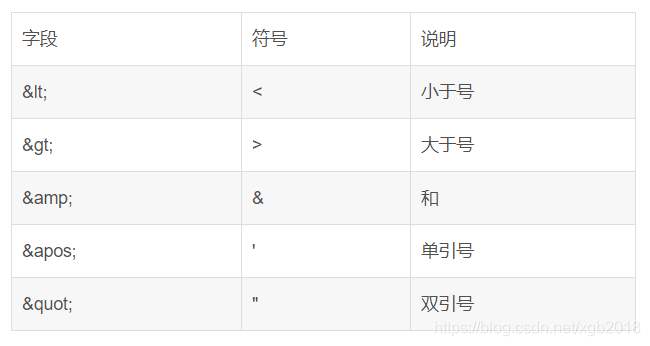 字段 符号 说明
&lt; < 小于号
&gt; > 大于号
&amp; & 和
&apos; ' 单引号
&quot; " 双引号
https://blog.csdn.net/xgb2018